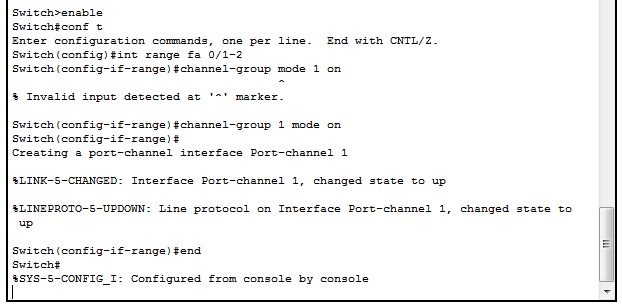 Switch>enable
Switch#conf t
Enter configuration commands, one per line.  End with CNTL/Z.
Switch(config)#int range fa 0/1-2
Switch(config-if-range)#channel-group mode 1 on
                                           ^
% Invalid input detected at '^' marker.
Switch(config-if-range)#channel-group 1 mode on
Switch(config-if-range)#
Creating a port-channel interface Port-channel 1
%LINK-5-CHANGED: Interface Port-channel 1, changed state to up
%LINEPROTO-5-UPDOWN: Line protocol on Interface Port-channel 1, changed state to
 up
Switch(config-if-range)#end
Switch#
%SYS-5-CONFIG_I: Configured from console by console